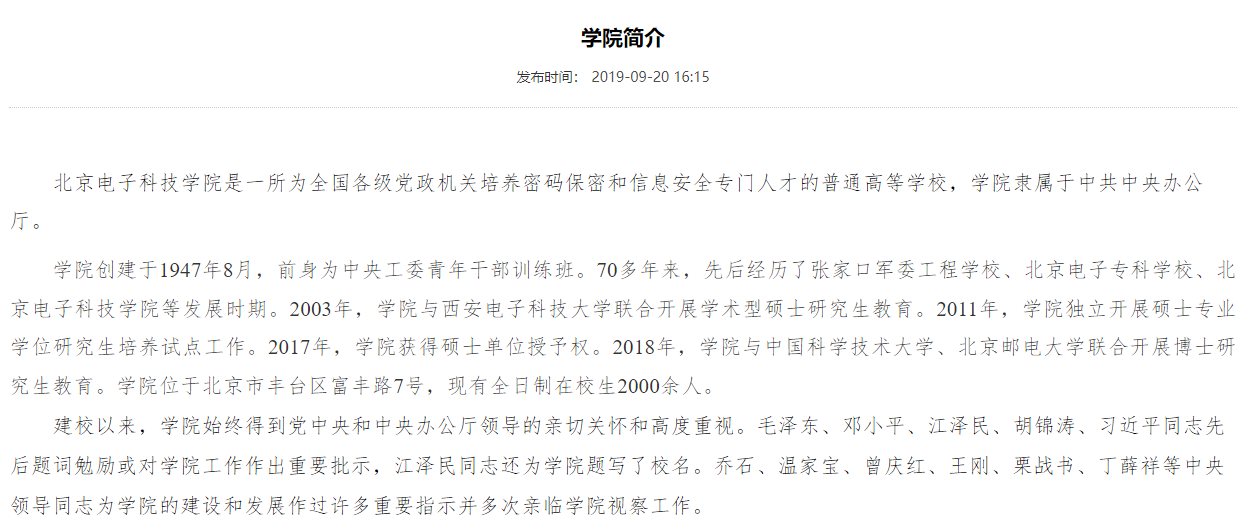 学院简介
发布时间： 2019-09-20 16:15
北京电子科技学院是一所为全国各级党政机关培养密码保密和信息安全专门人才的普通高等学校，学院隶属于中共中央办公
厅。
学院创建于1947年8月，前身为中央工委青年干部训练班。70多年来，先后经历了张家口军委工程学校、北京电子专科学校、北
京电子科技学院等发展时期。2003年，学院与西安电子科技大学联合开展学术型硕士研究生教育。2011年，学院独立开展硕士专业
学位研究生培养试点工作。2017年，学院获得硕士单位授予权。2018年，学院与中国科学技术大学、北京邮电大学联合开展博士研
究生教育。学院位于北京市丰台区富丰路7号，现有全日制在校生2000余人。
建校以来，学院始终得到党中央和中央办公厅领导的亲切关怀和高度重视。毛泽东、邓小平、江泽民、胡锦涛、习近平同志先
后题词勉励或对学院工作作出重要批示，江泽民同志还为学院题写了校名。乔石、温家宝、曾庆红、王刚、栗战书、丁薛祥等中央
领导同志为学院的建设和发展作过许多重要指示并多次亲临学院视察工作。